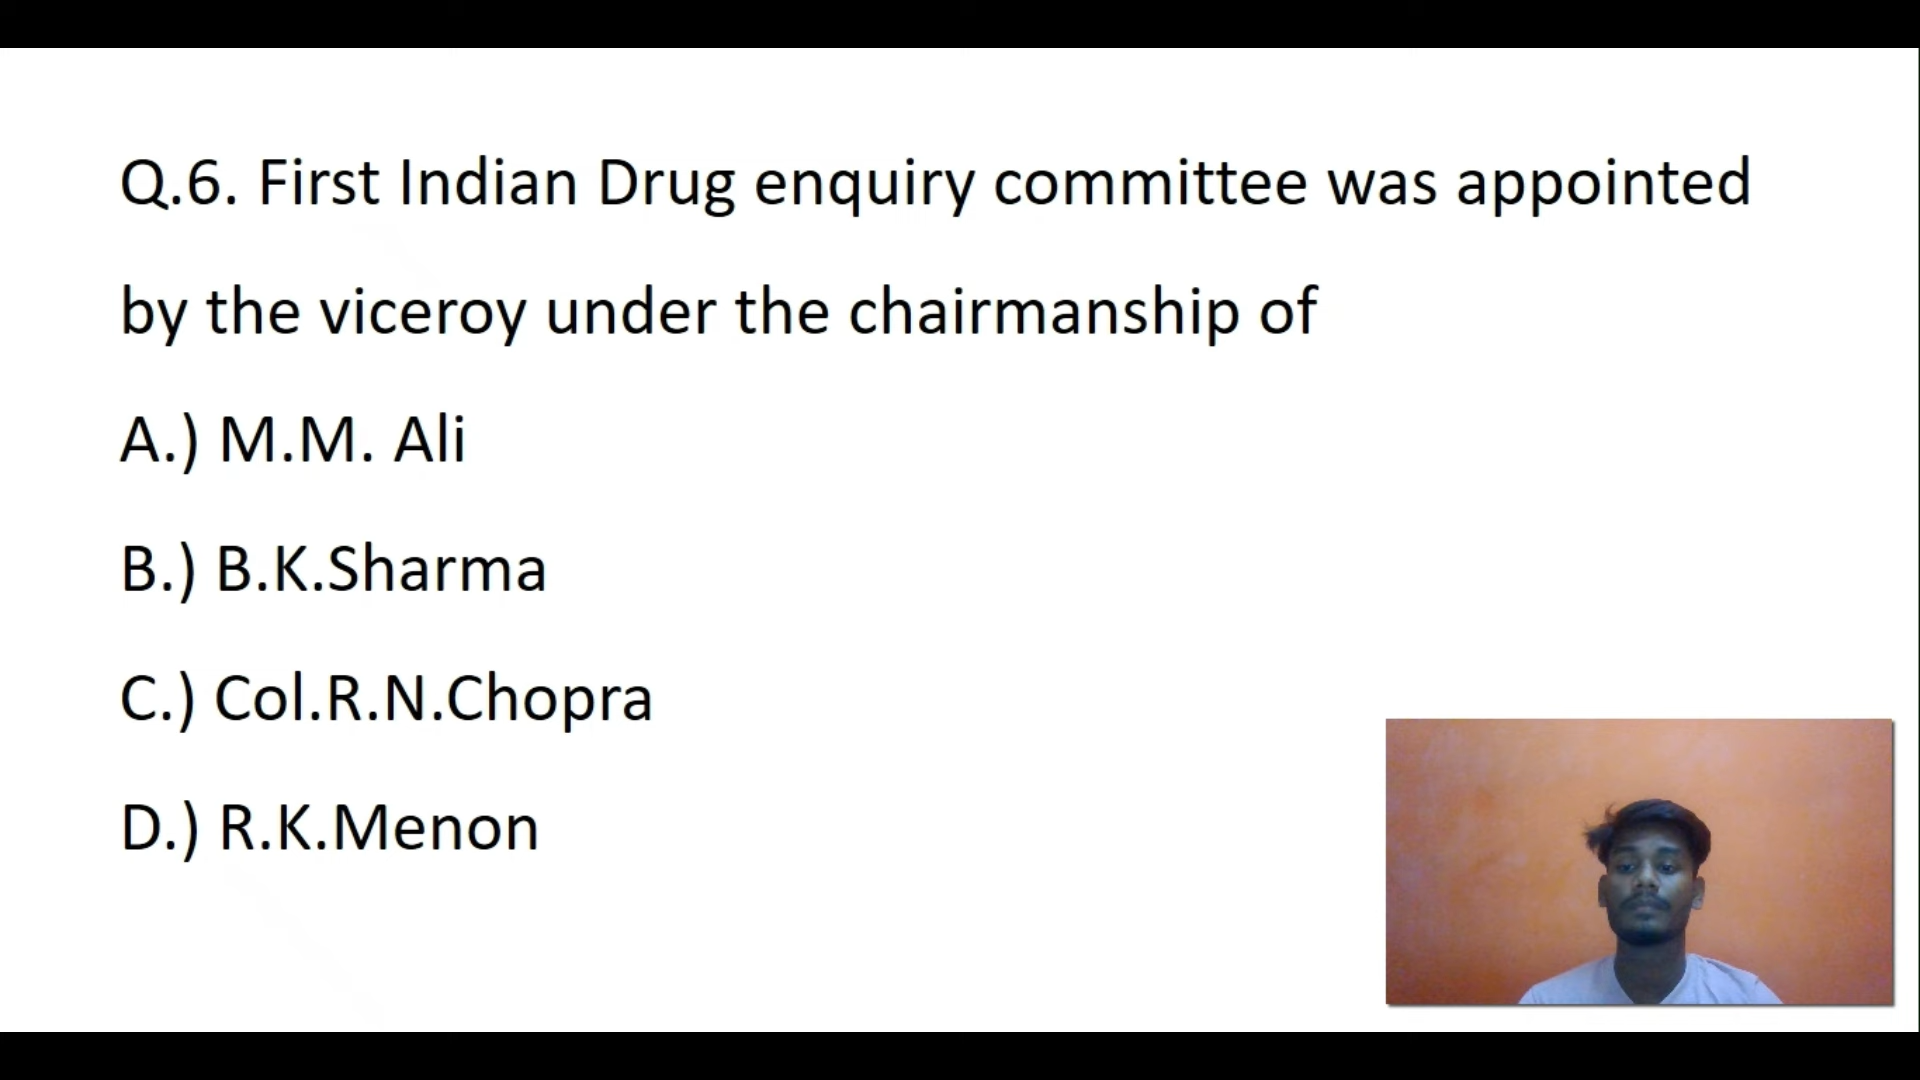 Q.6. First Indian Drug enquiry committee was appointed
by the viceroy under the chairmanship of
A.) M.M. Ali
B.) B.K.Sharma
C.) Col.R.N.Chopra
D.) R.K.Menon